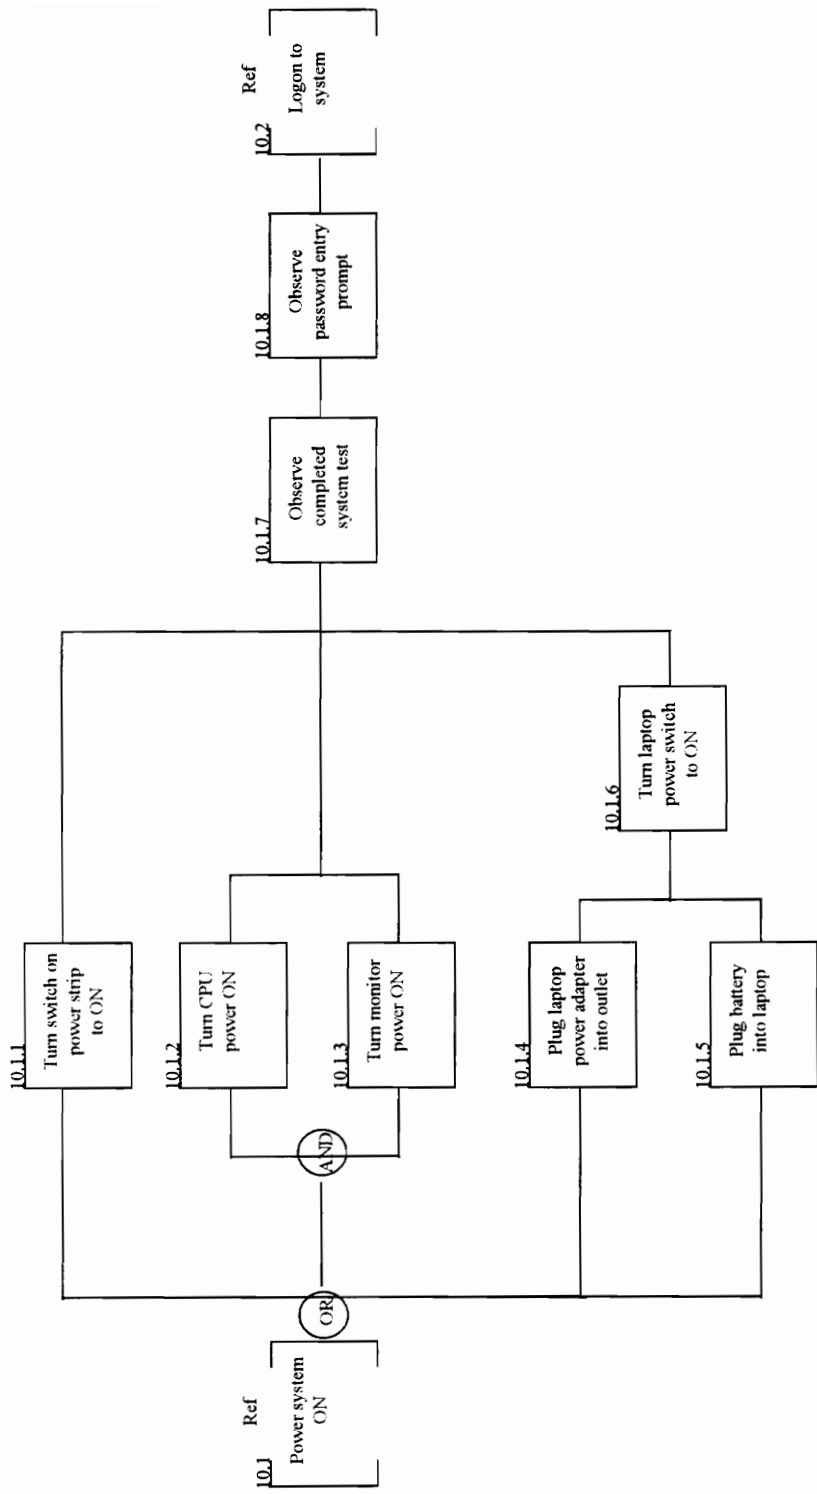 Ref
10.1
Power system
ON
OR
AND
10.1.1
Turn switch on
power strip
to ON
10.1.2
Turn CPU
power ON
10.1.3
Turn monitor
power ON
10.1.4
Plug laptop
power adapter
into outlet
10.1.5
Plug battery
into laptop
10.1.6
Turn laptop
power switch
to ON
10.1.7
Observe
completed
system test
10.1.8
Observe
password entry
prompt
Ref
10.2
Logon to
system